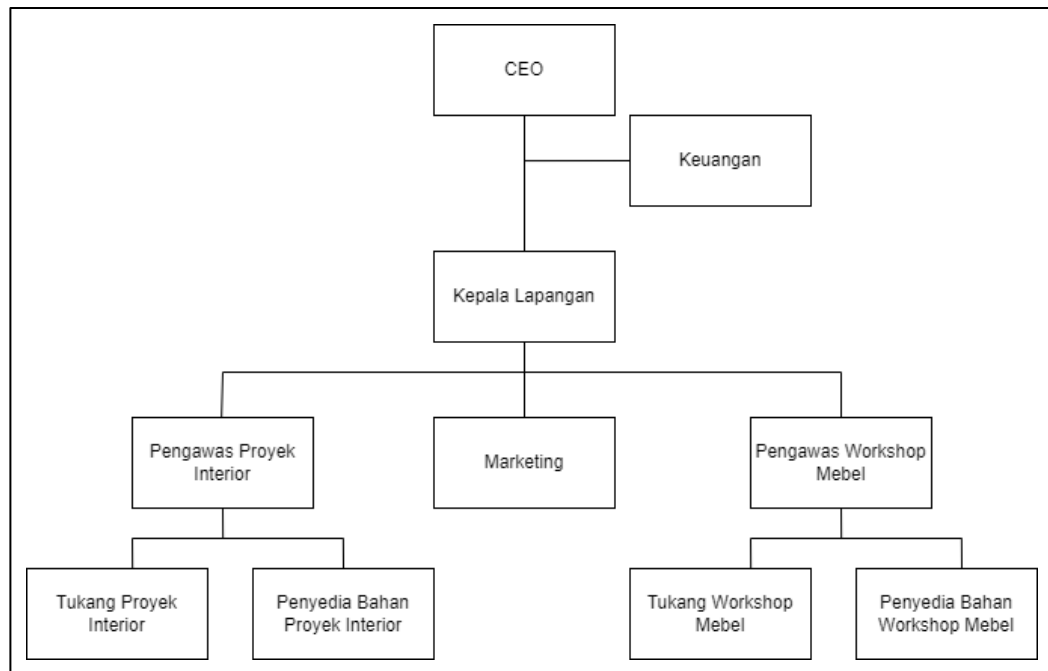 CEO
Keuangan
Kepala Lapangan
Pengawas Proyek
Interior
Marketing
Pengawas Workshop
Mebel
Tukang Proyek
Interior
Penyedia Bahan
Proyek Interior
Tukang Workshop
Mebel
Penyedia Bahan
Workshop Mebel